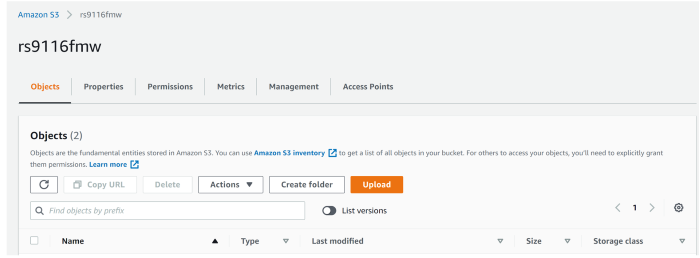 Amazon S3 > rs9116fmw
rs9116fmw
Objects Properties Permissions Metrics Management Access Points
Objects (2)
Objects are the fundamental entities stored in Amazon S3. You can use Amazon S3 inventory to get a list of all objects in your bucket. For others to access your objects, you'll need to explicitly grant
them permissions. Learn more
Copy URL Delete Actions Create folder Upload
Find objects by prefix List versions < 1 >
Name Type Last modified Size Storage class